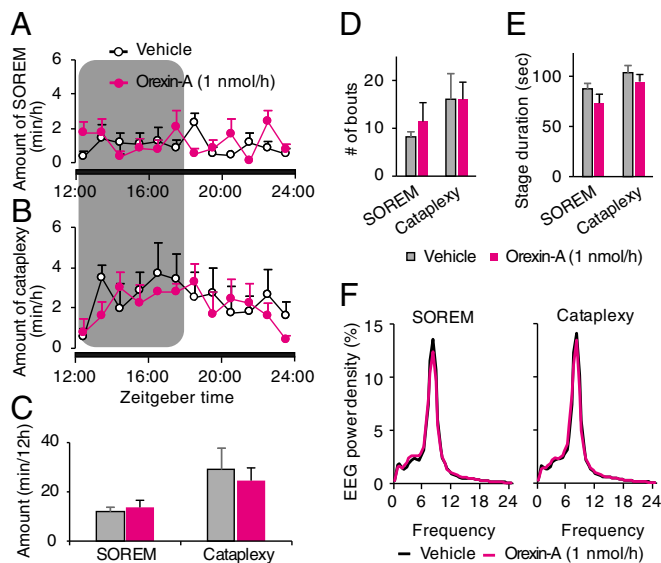 A
Vehicle
Orexin-A (1 nmol/h)
Amount of SOREM
(min/h)
6
4
2
0
12:00 16:00 20:00 24:00
B
Amount of cataplexy
(min/h)
6
4
2
0
12:00 16:00 20:00 24:00
Zeitgeber time
C
Amount (min/12h)
40
20
0
SOREM Cataplexy
D
# of bouts
20
10
0
SOREM Cataplexy
E
Stage duration (sec)
100
50
0
SOREM Cataplexy
Vehicle Orexin-A (1 nmol/h)
F
SOREM Cataplexy
EEG power density (%)
15
10
5
0
0 6 12 18 24 0 6 12 18 24
Frequency Frequency
Vehicle Orexin-A (1 nmol/h)